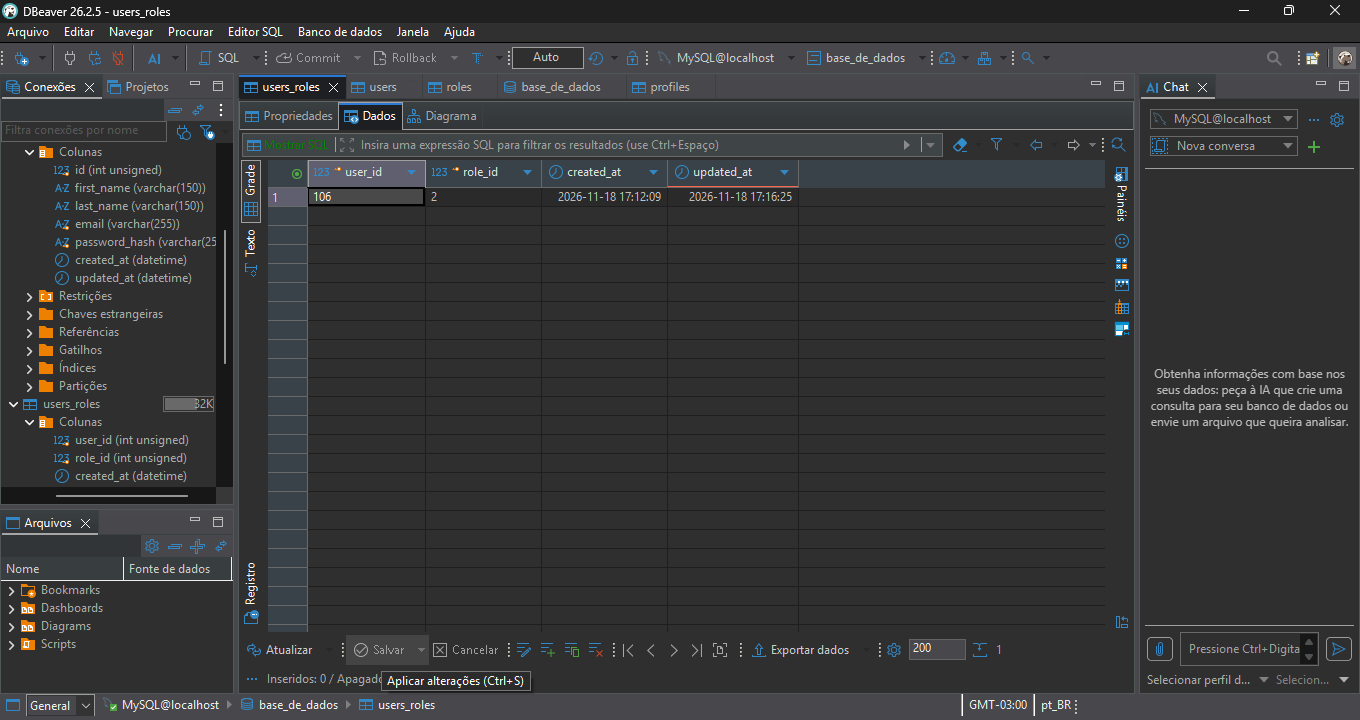 DBeaver 26.2.5 - users_roles
Arquivo Editar Navegar Procurar Editor SQL Banco de dados Janela Ajuda
AI SQL Commit Rollback T Auto MySQL@localhost base_de_dados
Conexões Projetos
Filtra conexões por nome
Colunas
id (int unsigned)
first_name (varchar(150))
last_name (varchar(150))
email (varchar(255))
password_hash (varchar(25
created_at (datetime)
updated_at (datetime)
Restrições
Chaves estrangeiras
Referências
Gatilhos
Índices
Partições
users_roles 32K
Colunas
user_id (int unsigned)
role_id (int unsigned)
created_at (datetime)
Arquivos
Nome Fonte de dados
Bookmarks
Dashboards
Diagrams
Scripts
users_roles users roles base_de_dados profiles
Propriedades Dados Diagrama
Mostrar SQL Insira uma expressão SQL para filtrar os resultados (use Ctrl+Espaço)
Grade
Texto
Registro
123 user_id 123 role_id created_at updated_at
1 106 2 2026-11-18 17:12:09 2026-11-18 17:16:25
Painéis
Atualizar Salvar Cancelar Exportar dados 200 1
Inseridos: 0 / Apagado
Aplicar alterações (Ctrl+S)
AI Chat
MySQL@localhost
Nova conversa
Obtenha informações com base nos
seus dados: peça à IA que crie uma
consulta para seu banco de dados ou
envie um arquivo que queira analisar.
Pressione Ctrl+Digita
Selecionar perfil d... Selecion...
General MySQL@localhost base_de_dados users_roles
GMT-03:00 pt_BR